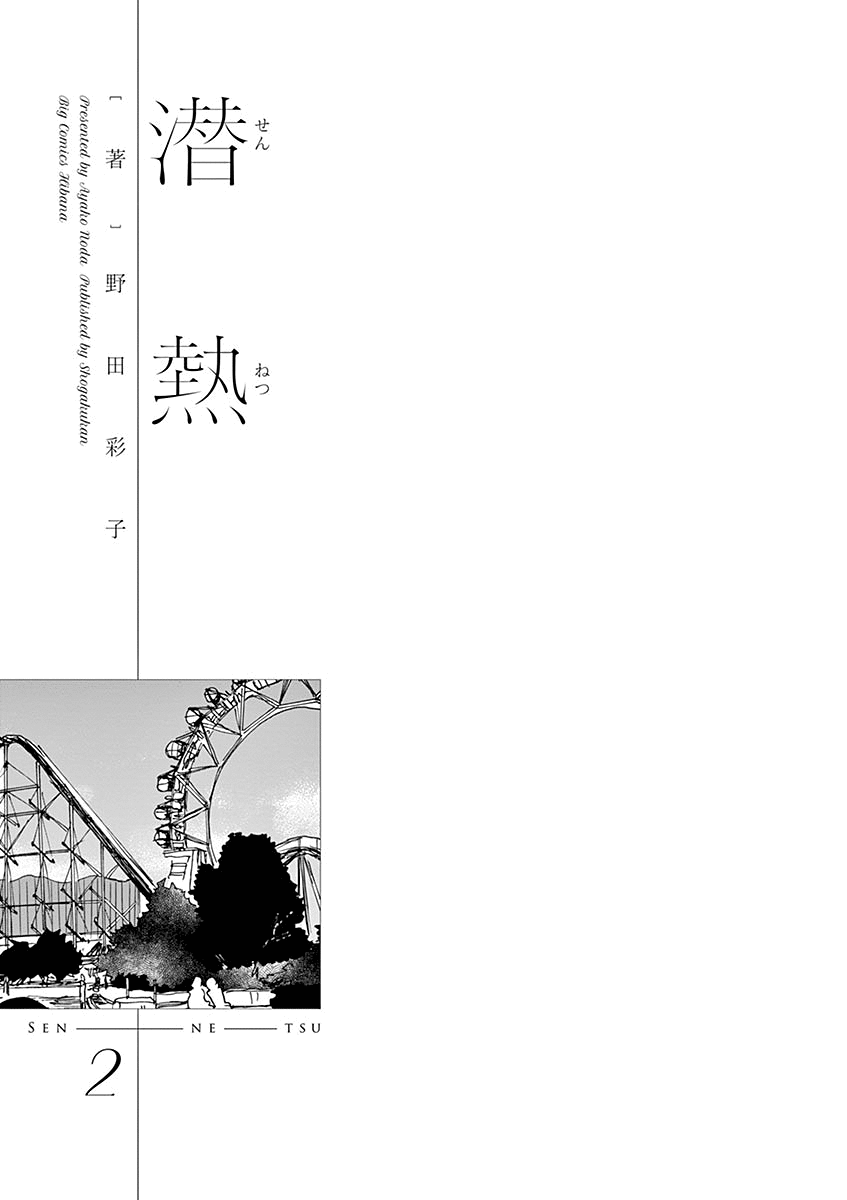 潜熱
せんねつ
［著］野田彩子
Presented by Ayako Noda Published by Shogakukan
Big Comics Hibana
SEN NE TSU
2